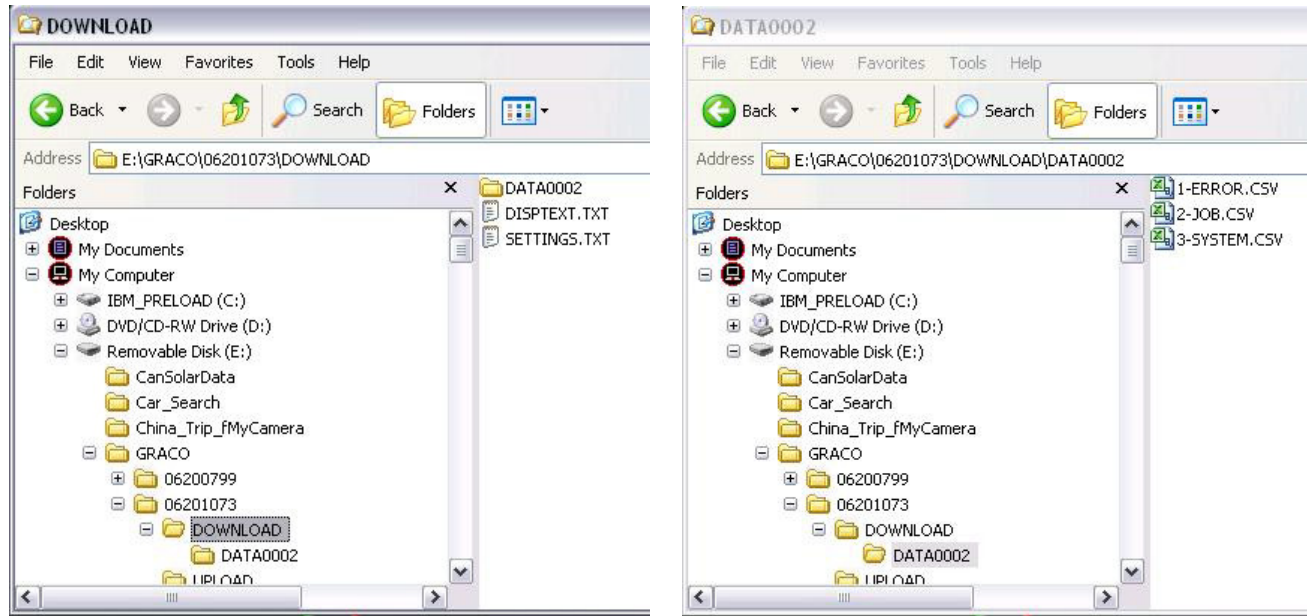 DOWNLOAD
File Edit View Favorites Tools Help
Back Search Folders
Address E:\GRACO\06201073\DOWNLOAD
Folders
Desktop
My Documents
My Computer
IBM_PRELOAD (C:)
DVD/CD-RW Drive (D:)
Removable Disk (E:)
CanSolarData
Car_Search
China_Trip_fMyCamera
GRACO
06200799
06201073
DOWNLOAD
DATA0002
UPLOAD
DATA0002
DISPTEXT.TXT
SETTINGS.TXT
DATA0002
File Edit View Favorites Tools Help
Back Search Folders
Address E:\GRACO\06201073\DOWNLOAD\DATA0002
Folders
Desktop
My Documents
My Computer
IBM_PRELOAD (C:)
DVD/CD-RW Drive (D:)
Removable Disk (E:)
CanSolarData
Car_Search
China_Trip_fMyCamera
GRACO
06200799
06201073
DOWNLOAD
DATA0002
UPLOAD
1-ERROR.CSV
2-JOB.CSV
3-SYSTEM.CSV